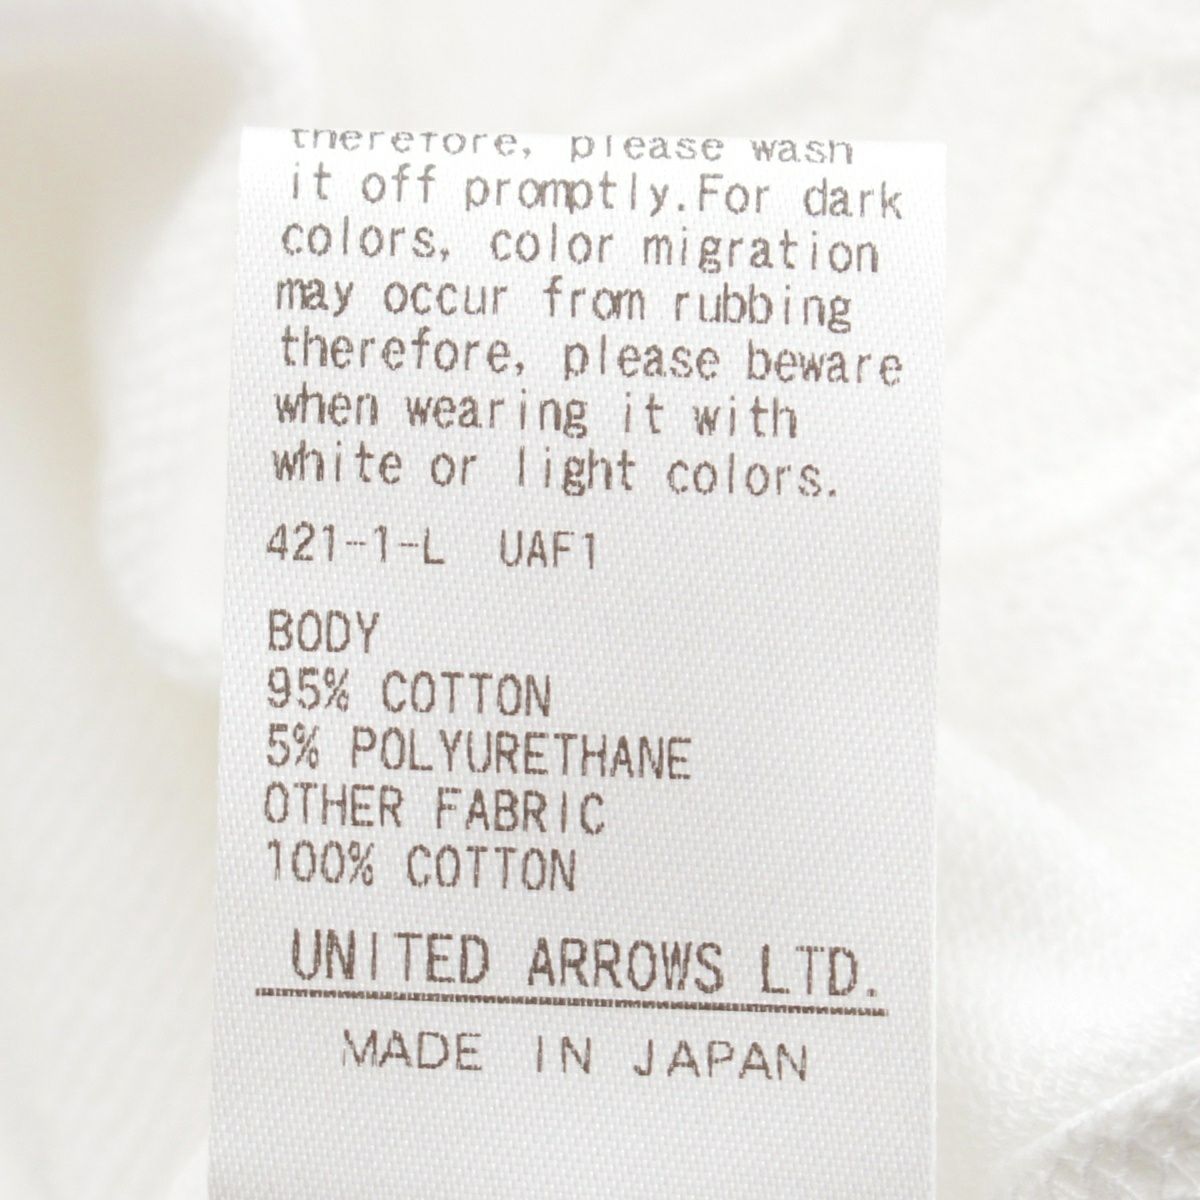 therefore, please wash
it off promptly.For dark
colors, color migration
may occur from rubbing
therefore, please beware
when wearing it with
white or light colors.
421-1-L UAF1
BODY
95% COTTON
5% POLYURETHANE
OTHER FABRIC
100% COTTON
UNITED ARROWS LTD.
MADE IN JAPAN